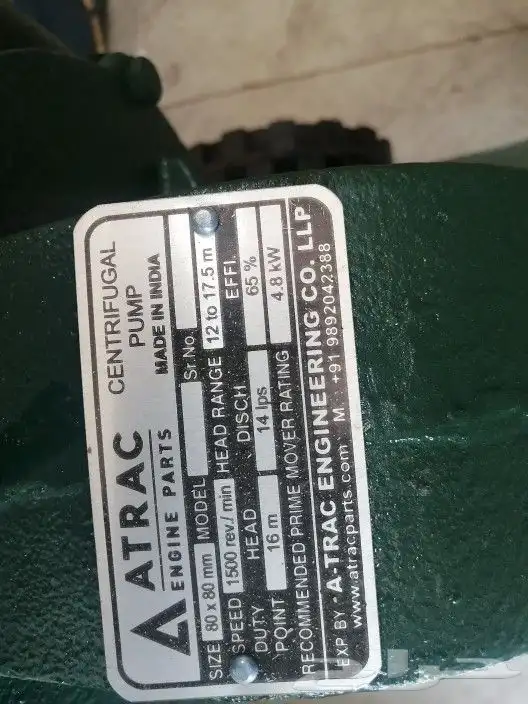 ATRAC
ENGINE PARTS
CENTRIFUGAL
PUMP
MADE IN INDIA
SIZE 80 x 80 mm MODEL Sr No.
SPEED 1500 rev./ min HEAD RANGE 12 to 17.5 m
DUTY POINT HEAD DISCH EFFI.
16 m 14 lps 65 %
RECOMMENDED PRIME MOVER RATING 4.8 kW
EXP BY : A-TRAC ENGINEERING CO. LLP
www.atracparts.com M : +91 9892042388
حراج